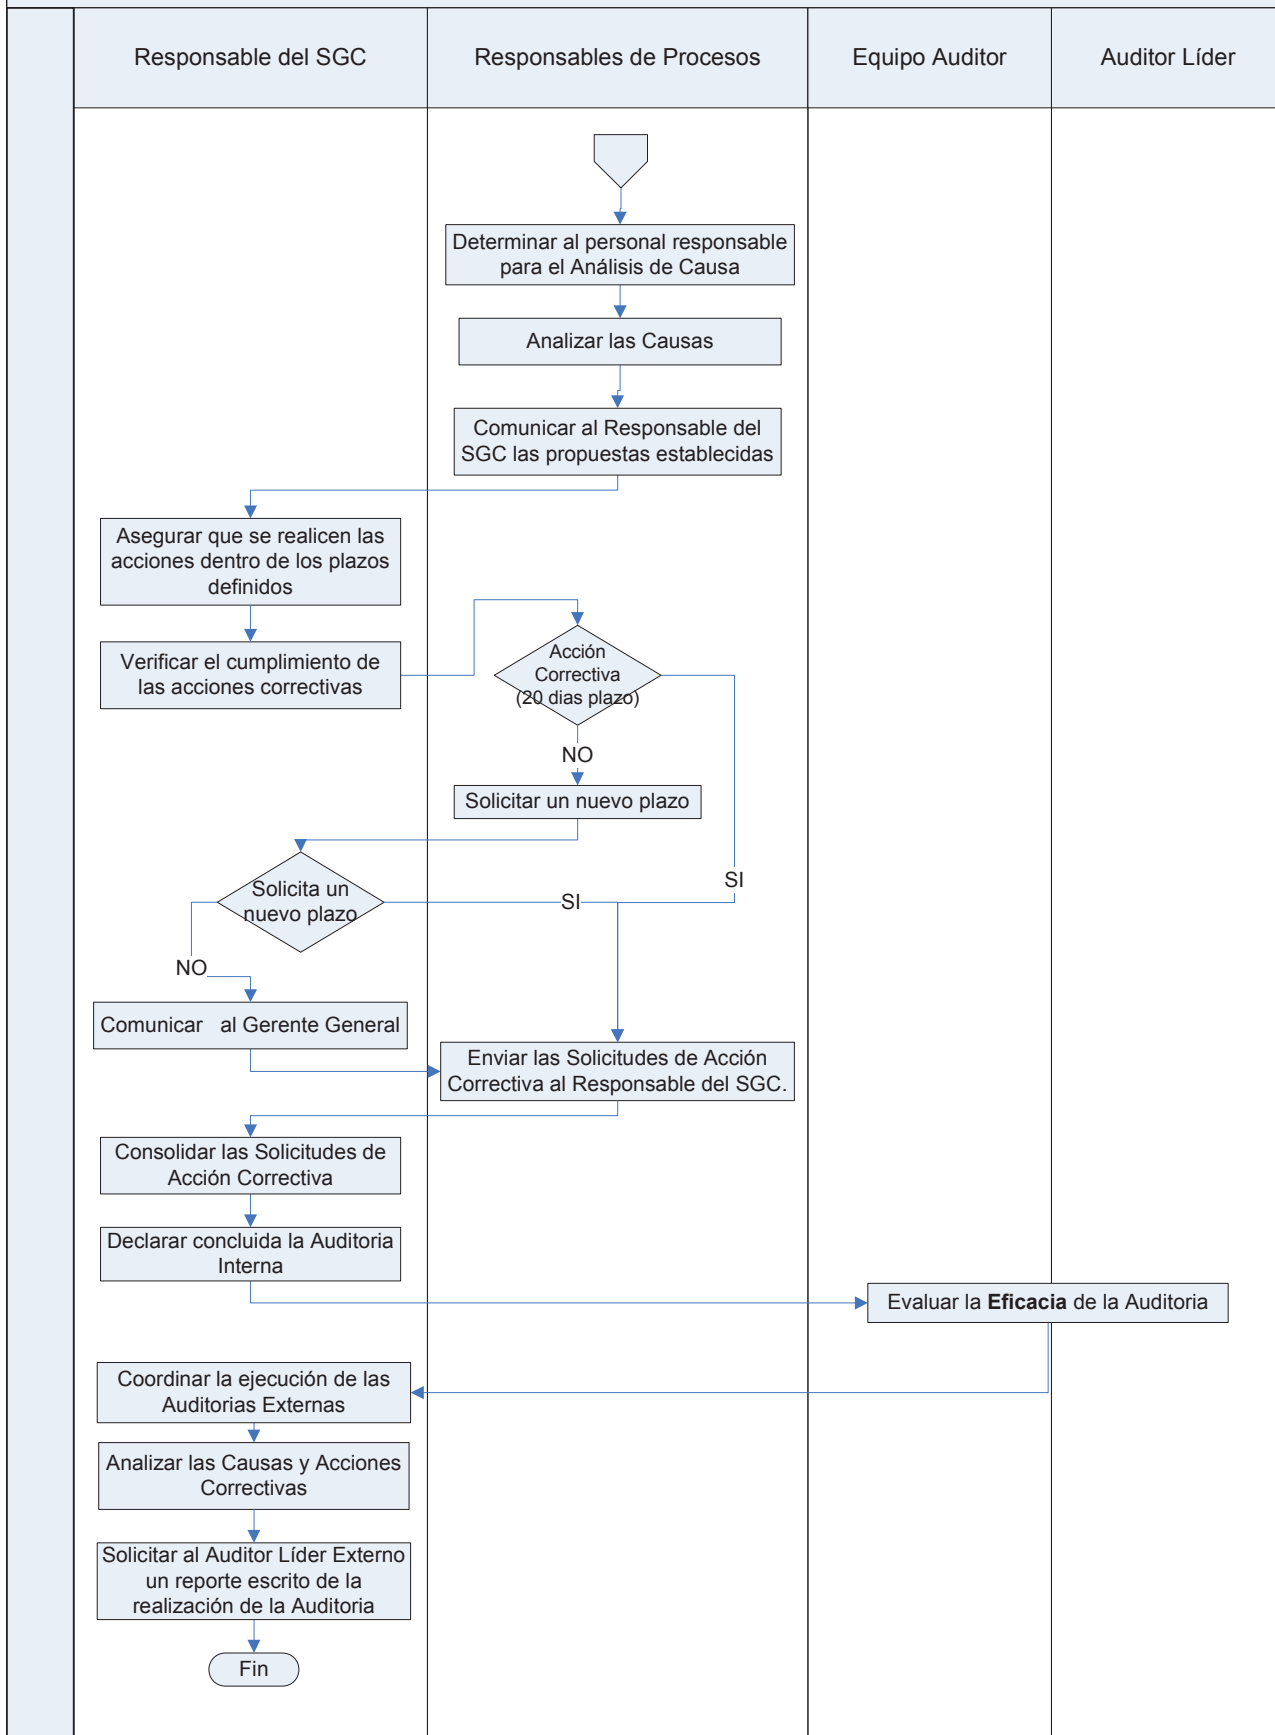 Responsable del SGC
Responsables de Procesos
Equipo Auditor
Auditor Líder
Determinar al personal responsable
para el Análisis de Causa
Analizar las Causas
Comunicar al Responsable del
SGC las propuestas establecidas
Asegurar que se realicen las
acciones dentro de los plazos
definidos
Verificar el cumplimiento de
las acciones correctivas
Acción
Correctiva
(20 dias plazo)
NO
Solicitar un nuevo plazo
SI
Solicita un
nuevo plazo
SI
NO
Comunicar al Gerente General
Enviar las Solicitudes de Acción
Correctiva al Responsable del SGC.
Consolidar las Solicitudes de
Acción Correctiva
Declarar concluida la Auditoria
Interna
Evaluar la Eficacia de la Auditoria
Coordinar la ejecución de las
Auditorias Externas
Analizar las Causas y Acciones
Correctivas
Solicitar al Auditor Líder Externo
un reporte escrito de la
realización de la Auditoria
Fin